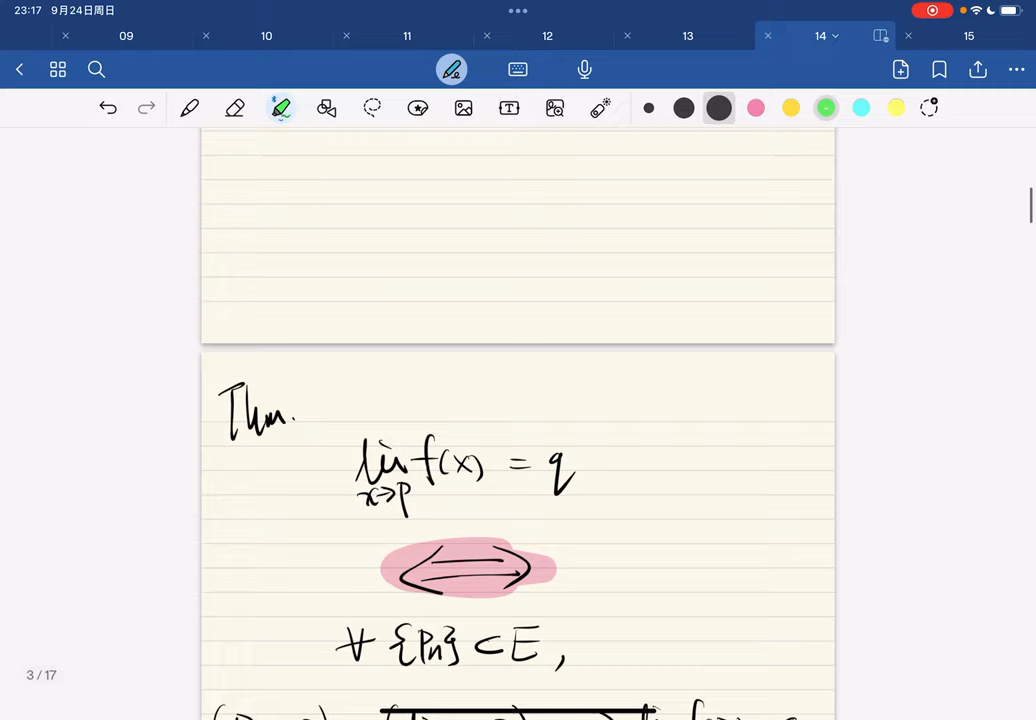 23:17 9月24日周日
09 10 11 12 13 14 15
T
Thm.
lim f(x) = q
x→p
⟺
∀ {Pn} ⊂ E,
3 / 17